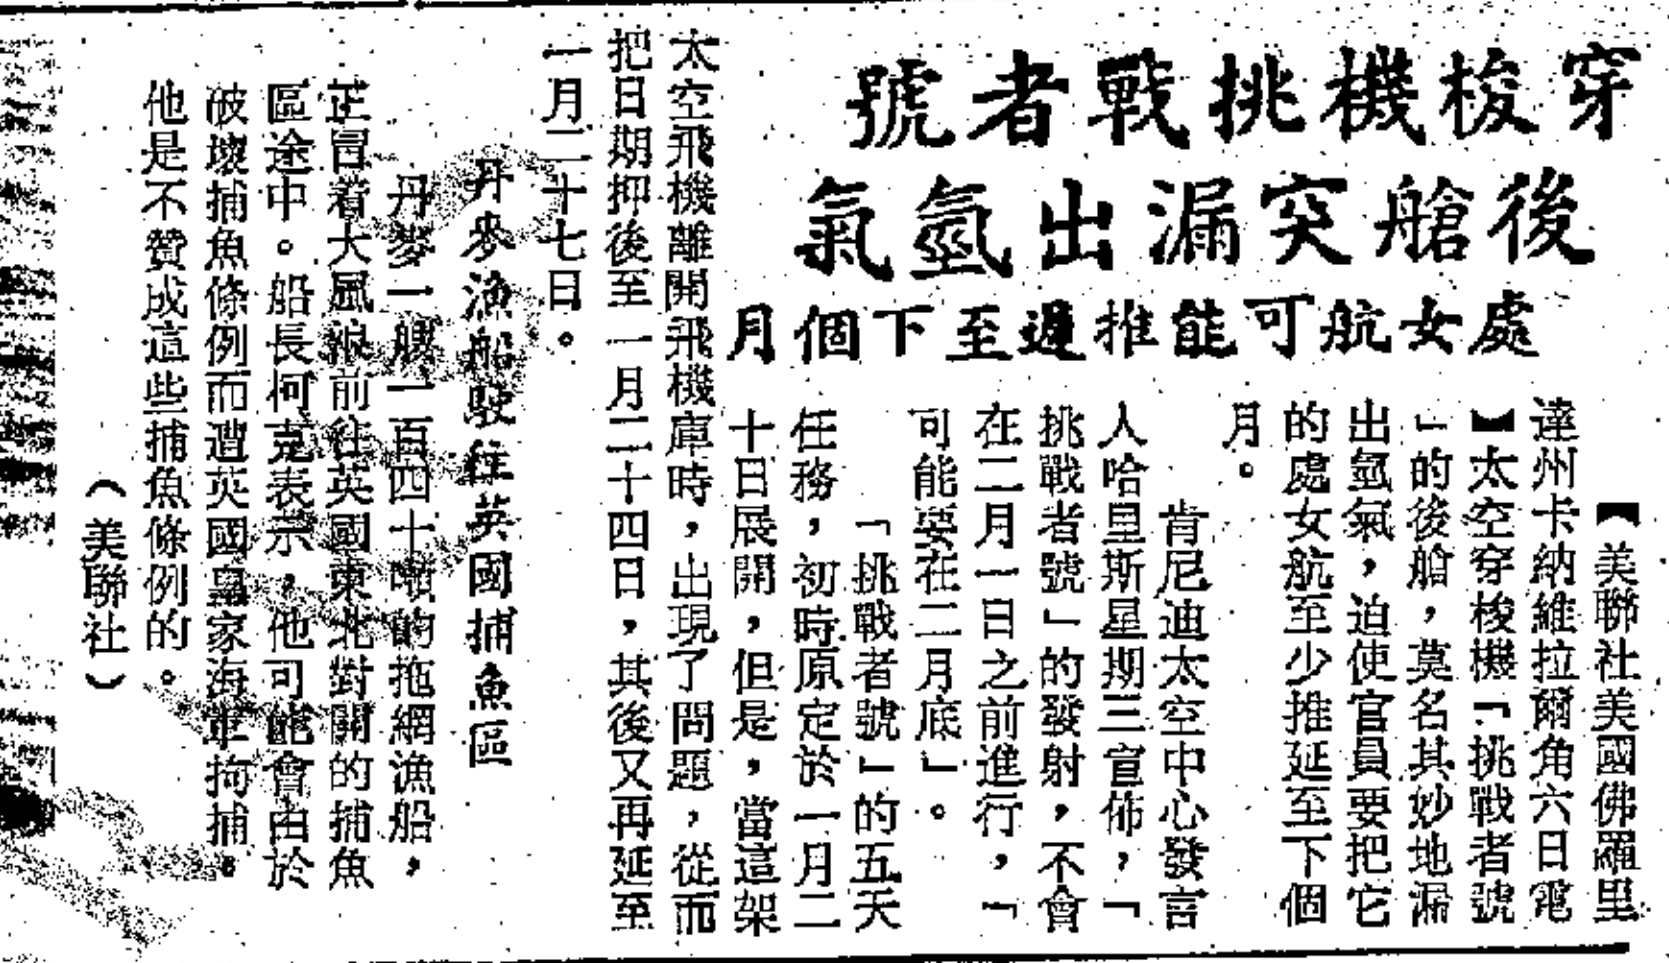 穿梭機挑戰者號
後艙突漏出氫氣
處女航可能推遲至下個月
【美聯社美國佛羅里
達州卡納維拉爾角六日電
】太空穿梭機「挑戰者號
」的後艙，莫名其妙地漏
出氫氣，迫使官員要把它
的處女航至少推延至下個
月。
肯尼迪太空中心發言
人哈里斯星期三宣佈，「
挑戰者號」的發射，不會
在二月一日之前進行，「
可能要在二月底」。
「挑戰者號」的五天
任務，初時原定於一月二
十日展開，但是，當這架
太空飛機離開飛機庫時，出現了問題，從而
把日期抑後至一月二十四日，其後又再延至
一月二十七日。
丹麥漁船駛往英國捕魚區
丹麥一艘一百四十噸的拖網漁船，
正冒着大風浪前往英國東北對開的捕魚
區途中。船長柯克表示，他可能會由於
破壞捕魚條例而遭英國皇家海軍拘捕。
他是不贊成這些捕魚條例的。
（美聯社）